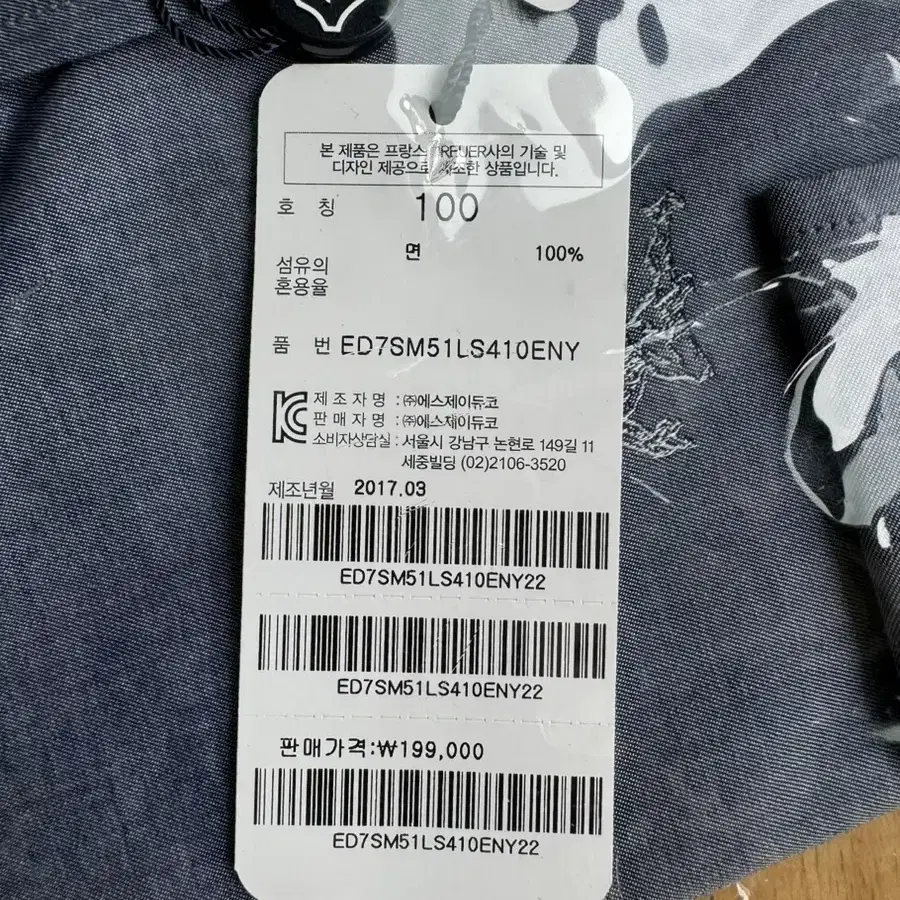 본 제품은 프랑스 사의 기술 및
디자인 제공으로 제조한 상품입니다.
호 칭 100
면 100%
섬유의
혼용율
품 번 ED7SM51LS410ENY
제 조 자 명 : ㈜에스제이듀코
판 매 자 명 : ㈜에스제이듀코
소비자상담실 : 서울시 강남구 논현로 149길 11
세중빌딩 (02)2106-3520
제조년월 2017.03
ED7SM51LS410ENY22
ED7SM51LS410ENY22
판매가격:₩199,000
ED7SM51LS410ENY22